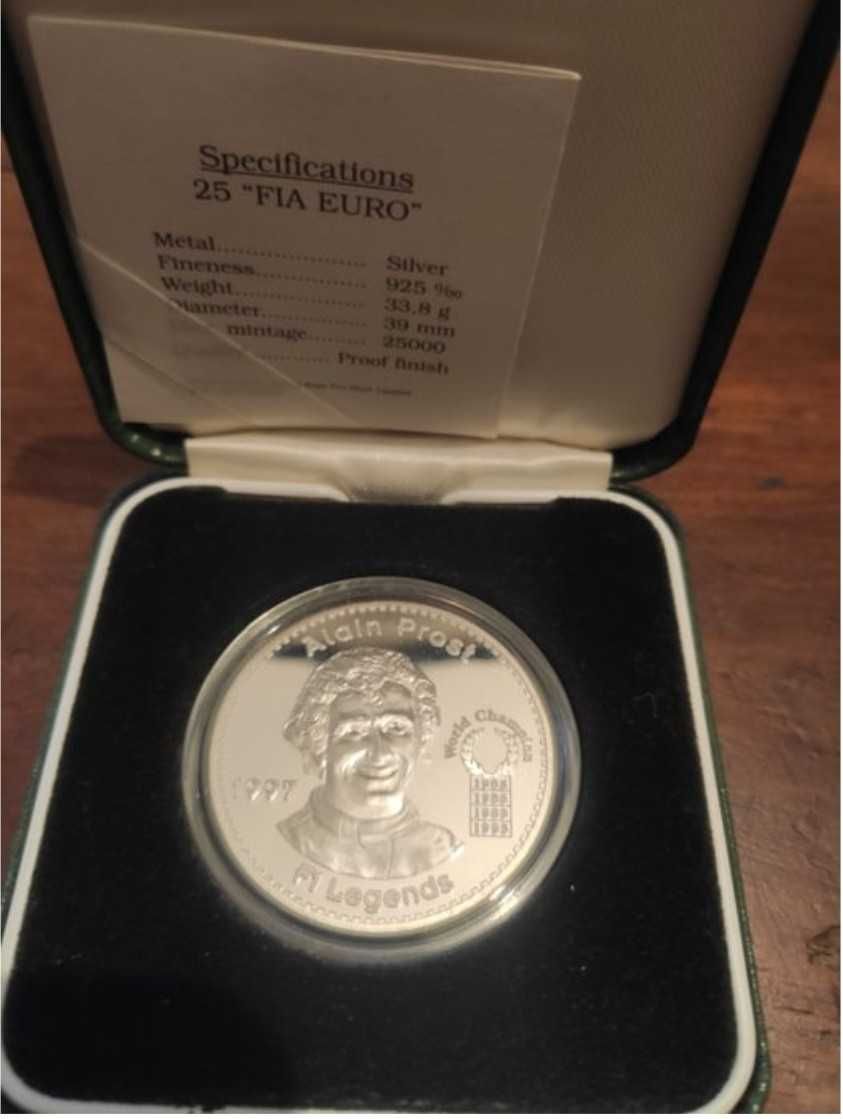 Specifications
25 "FIA EURO"
Metal..................... Silver
Fineness................ 925 ‰
Weight................... 33,8 g
Diameter............... 39 mm
mintage......... 25000
............ Proof finish
Alain Prost
World Champion
1997
F1 Legends